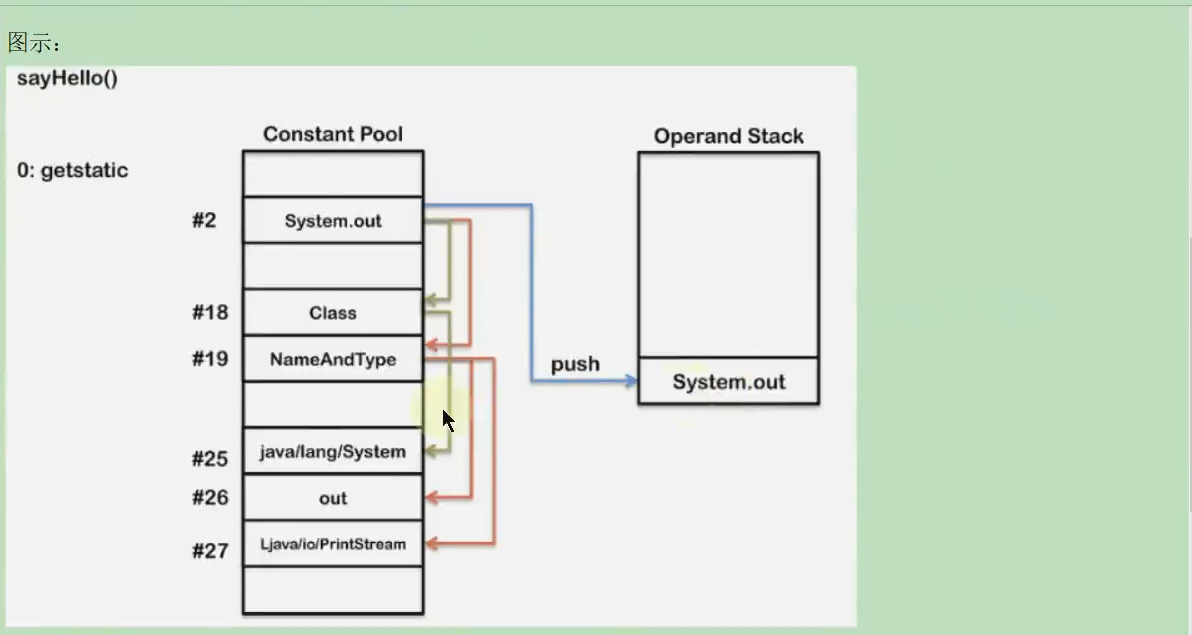 图示：
sayHello()
Constant Pool
Operand Stack
0: getstatic
#2
System.out
#18
Class
#19
NameAndType
push
System.out
#25
java/lang/System
#26
out
#27
Ljava/io/PrintStream